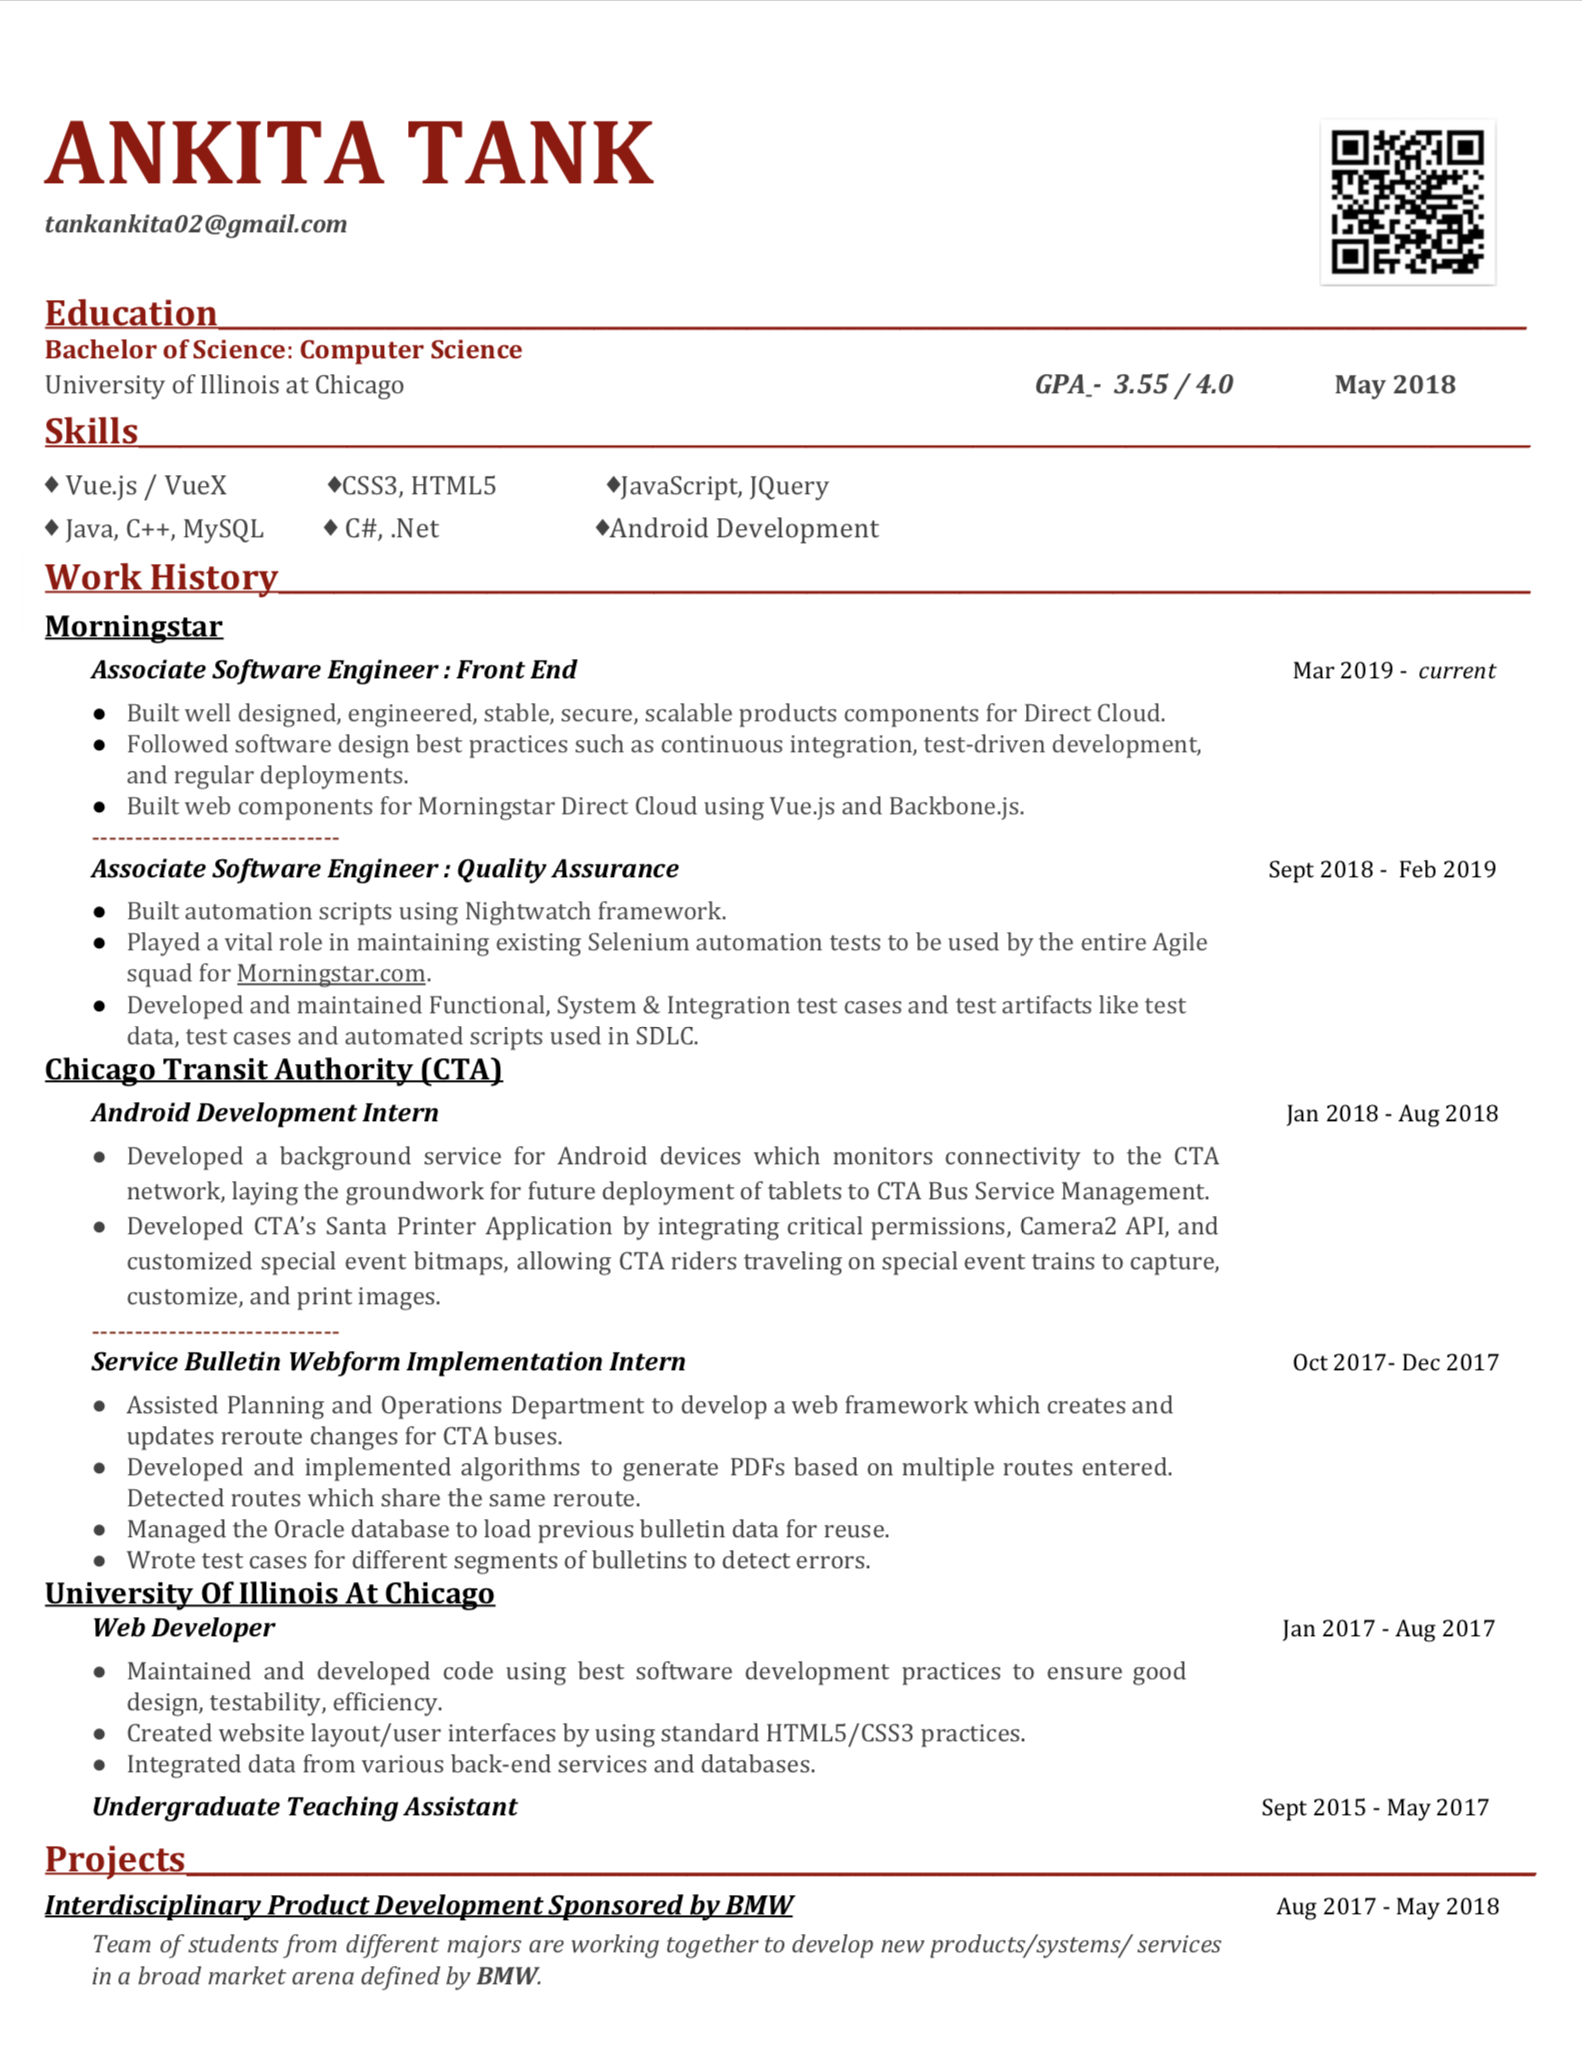 ANKITA TANK
tankankita02@gmail.com
Education
Bachelor of Science: Computer Science
University of Illinois at Chicago GPA - 3.55 / 4.0 May 2018
Skills
♦ Vue.js / VueX ♦CSS3, HTML5 ♦JavaScript, JQuery
♦ Java, C++, MySQL ♦ C#, .Net ♦Android Development
Work History
Morningstar
Associate Software Engineer : Front End Mar 2019 - current
● Built well designed, engineered, stable, secure, scalable products components for Direct Cloud.
● Followed software design best practices such as continuous integration, test-driven development,
and regular deployments.
● Built web components for Morningstar Direct Cloud using Vue.js and Backbone.js.
-----------------------------
Associate Software Engineer : Quality Assurance Sept 2018 - Feb 2019
● Built automation scripts using Nightwatch framework.
● Played a vital role in maintaining existing Selenium automation tests to be used by the entire Agile
squad for Morningstar.com.
● Developed and maintained Functional, System & Integration test cases and test artifacts like test
data, test cases and automated scripts used in SDLC.
Chicago Transit Authority (CTA)
Android Development Intern Jan 2018 - Aug 2018
● Developed a background service for Android devices which monitors connectivity to the CTA
network, laying the groundwork for future deployment of tablets to CTA Bus Service Management.
● Developed CTA’s Santa Printer Application by integrating critical permissions, Camera2 API, and
customized special event bitmaps, allowing CTA riders traveling on special event trains to capture,
customize, and print images.
-----------------------------
Service Bulletin Webform Implementation Intern Oct 2017- Dec 2017
● Assisted Planning and Operations Department to develop a web framework which creates and
updates reroute changes for CTA buses.
● Developed and implemented algorithms to generate PDFs based on multiple routes entered.
Detected routes which share the same reroute.
● Managed the Oracle database to load previous bulletin data for reuse.
● Wrote test cases for different segments of bulletins to detect errors.
University Of Illinois At Chicago
Web Developer Jan 2017 - Aug 2017
● Maintained and developed code using best software development practices to ensure good
design, testability, efficiency.
● Created website layout/user interfaces by using standard HTML5/CSS3 practices.
● Integrated data from various back-end services and databases.
Undergraduate Teaching Assistant Sept 2015 - May 2017
Projects
Interdisciplinary Product Development Sponsored by BMW Aug 2017 - May 2018
Team of students from different majors are working together to develop new products/systems/ services
in a broad market arena defined by BMW.